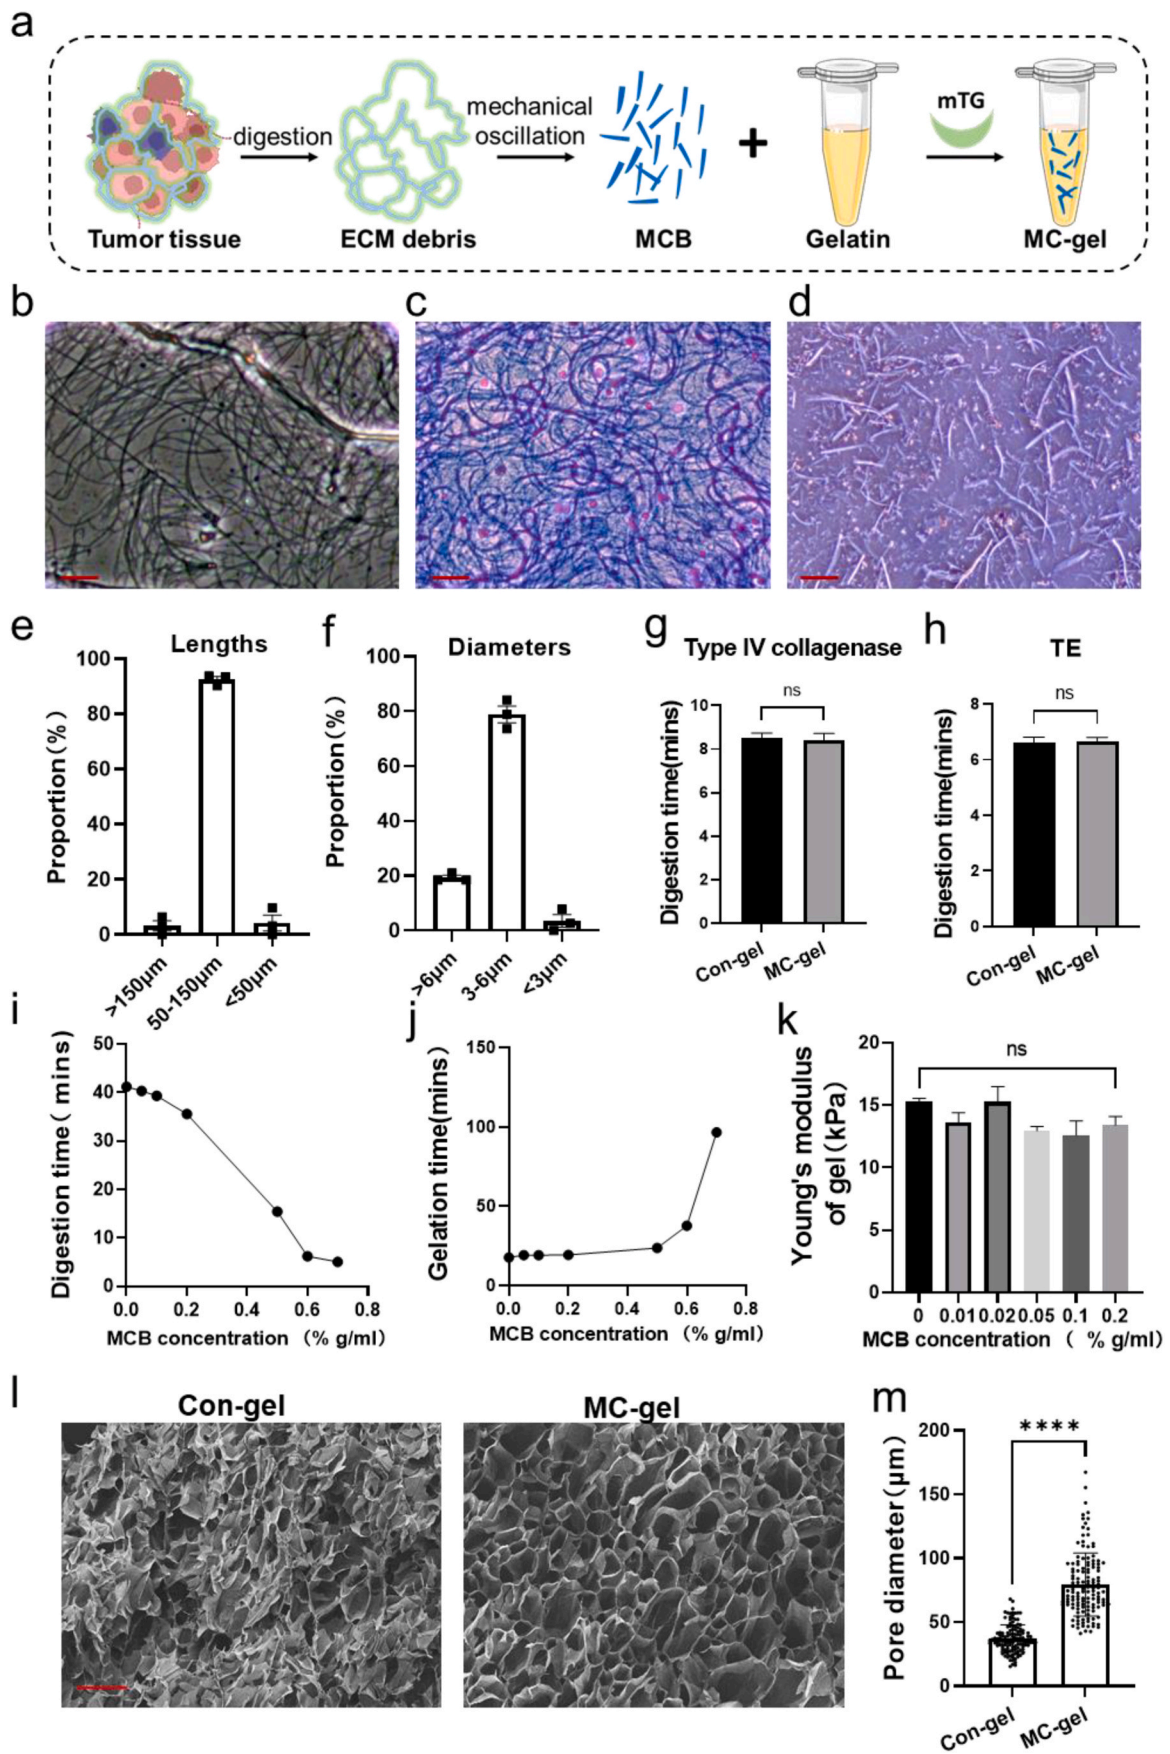 a
digestion
mechanical
oscillation
mTG
Tumor tissue
ECM debris
MCB
+
Gelatin
MC-gel
b
c
d
e
Lengths
Proportion(%)
100
80
60
40
20
0
>150μm
50-150μm
<50μm
f
Diameters
Proportion(%)
100
80
60
40
20
0
>6μm
3-6μm
<3μm
g
Type IV collagenase
ns
Digestion time(mins)
10
8
6
4
2
0
Con-gel
MC-gel
h
TE
ns
Digestion time(mins)
8
6
4
2
0
Con-gel
MC-gel
i
Digestion time( mins)
50
40
30
20
10
0
0.0
0.2
0.4
0.6
0.8
MCB concentration (% g/ml)
j
Gelation time(mins)
150
100
50
0
0.0
0.2
0.4
0.6
0.8
MCB concentration (% g/ml)
k
Young's modulus
of gel(kPa)
ns
20
15
10
5
0
0
0.01
0.02
0.05
0.1
0.2
MCB concentration ( % g/ml)
l
Con-gel
MC-gel
m
****
Pore diameter(μm)
200
150
100
50
0
Con-gel
MC-gel